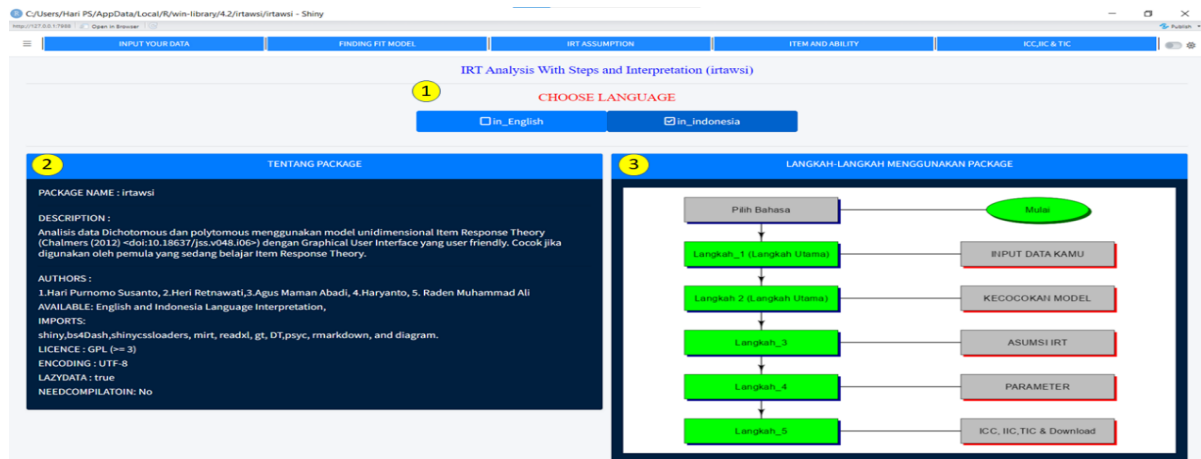 C:/Users/Hari PS/AppData/Local/R/win-library/4.2/irtawsi/irtawsi - Shiny
http://127.0.0.1:7989 Open in Browser Publish
INPUT YOUR DATA FINDING FIT MODEL IRT ASSUMPTION ITEM AND ABILITY ICC,IIC & TIC
IRT Analysis With Steps and Interpretation (irtawsi)
1 CHOOSE LANGUAGE
in_English in_indonesia
2 TENTANG PACKAGE
PACKAGE NAME : irtawsi
DESCRIPTION :
Analisis data Dichotomous dan polytomous menggunakan model unidimensional Item Response Theory
(Chalmers (2012) <doi:10.18637/jss.v048.i06>) dengan Graphical User Interface yang user friendly. Cocok jika
digunakan oleh pemula yang sedang belajar Item Response Theory.
AUTHORS :
1.Hari Purnomo Susanto, 2.Heri Retnawati,3.Agus Maman Abadi, 4.Haryanto, 5. Raden Muhammad Ali
AVAILABLE: English and Indonesia Language Interpretation,
IMPORTS:
shiny,bs4Dash,shinycssloaders, mirt, readxl, gt, DT,psyc, rmarkdown, and diagram.
LICENCE : GPL (>= 3)
ENCODING : UTF-8
LAZYDATA : true
NEEDCOMPILATOIN: No
3 LANGKAH-LANGKAH MENGGUNAKAN PACKAGE
Pilih Bahasa Mulai
Langkah_1 (Langkah Utama) INPUT DATA KAMU
Langkah 2 (Langkah Utama) KECOCOKAN MODEL
Langkah_3 ASUMSI IRT
Langkah_4 PARAMETER
Langkah_5 ICC, IIC,TIC & Download